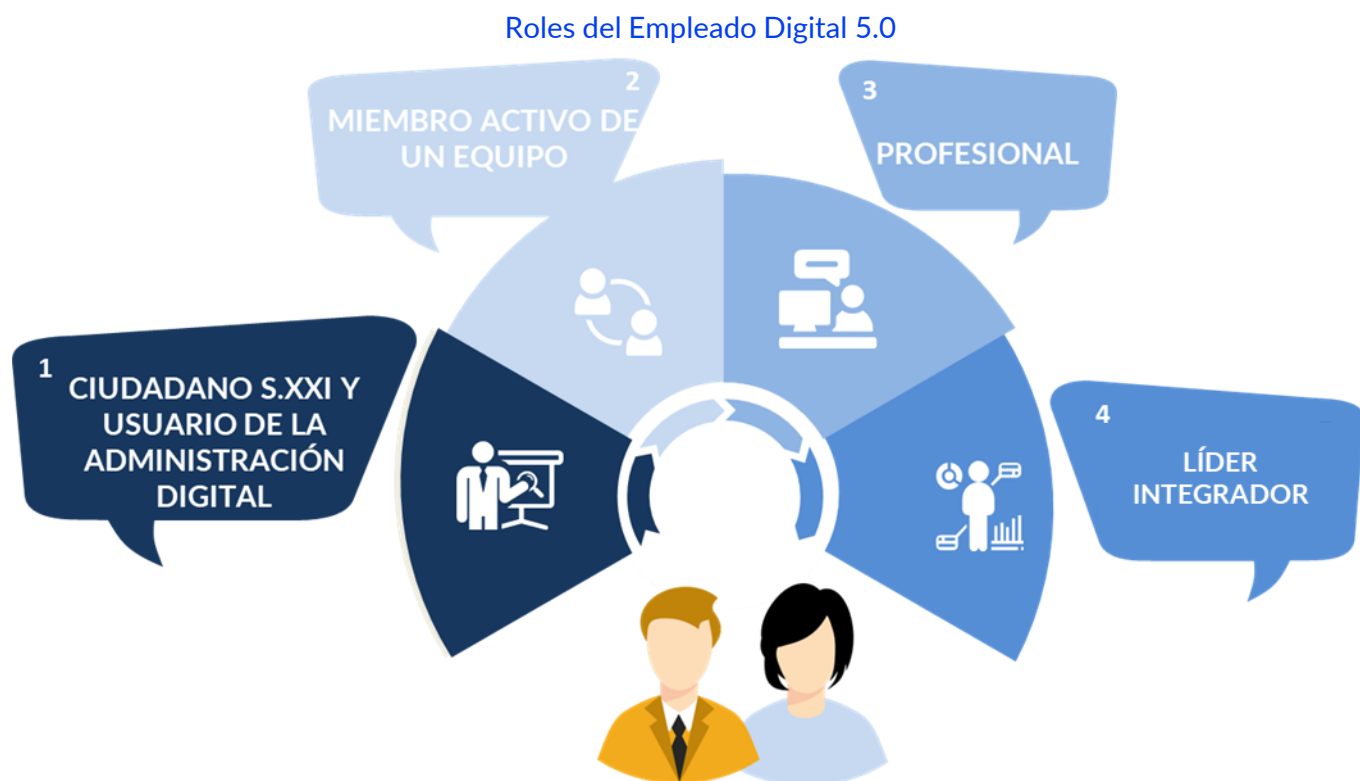 Roles del Empleado Digital 5.0
1
CIUDADANO S.XXI Y
USUARIO DE LA
ADMINISTRACIÓN
DIGITAL
2
MIEMBRO ACTIVO DE
UN EQUIPO
3
PROFESIONAL
4
LÍDER
INTEGRADOR